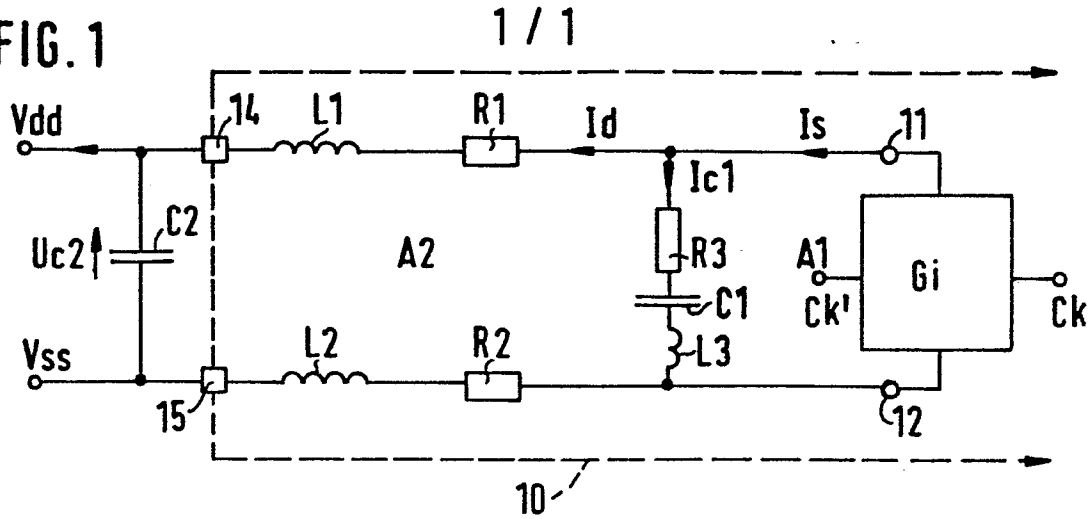 FIG. 1
1 / 1
Vdd
14
L1
R1
Id
Is
11
Ic1
Uc2
C2
A2
R3
A1
Gi
Ck'
Ck
C1
L3
Vss
15
L2
R2
12
10